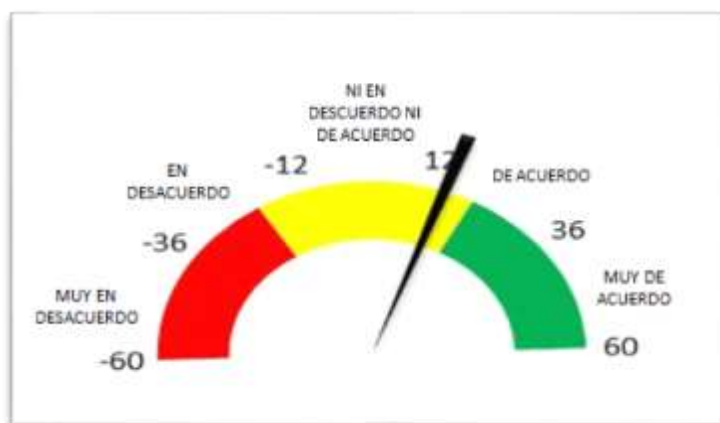 NI EN
DESCUERDO NI
DE ACUERDO
-12
12
EN
DESACUERDO
DE ACUERDO
-36
36
MUY EN
DESACUERDO
MUY DE
ACUERDO
-60
60